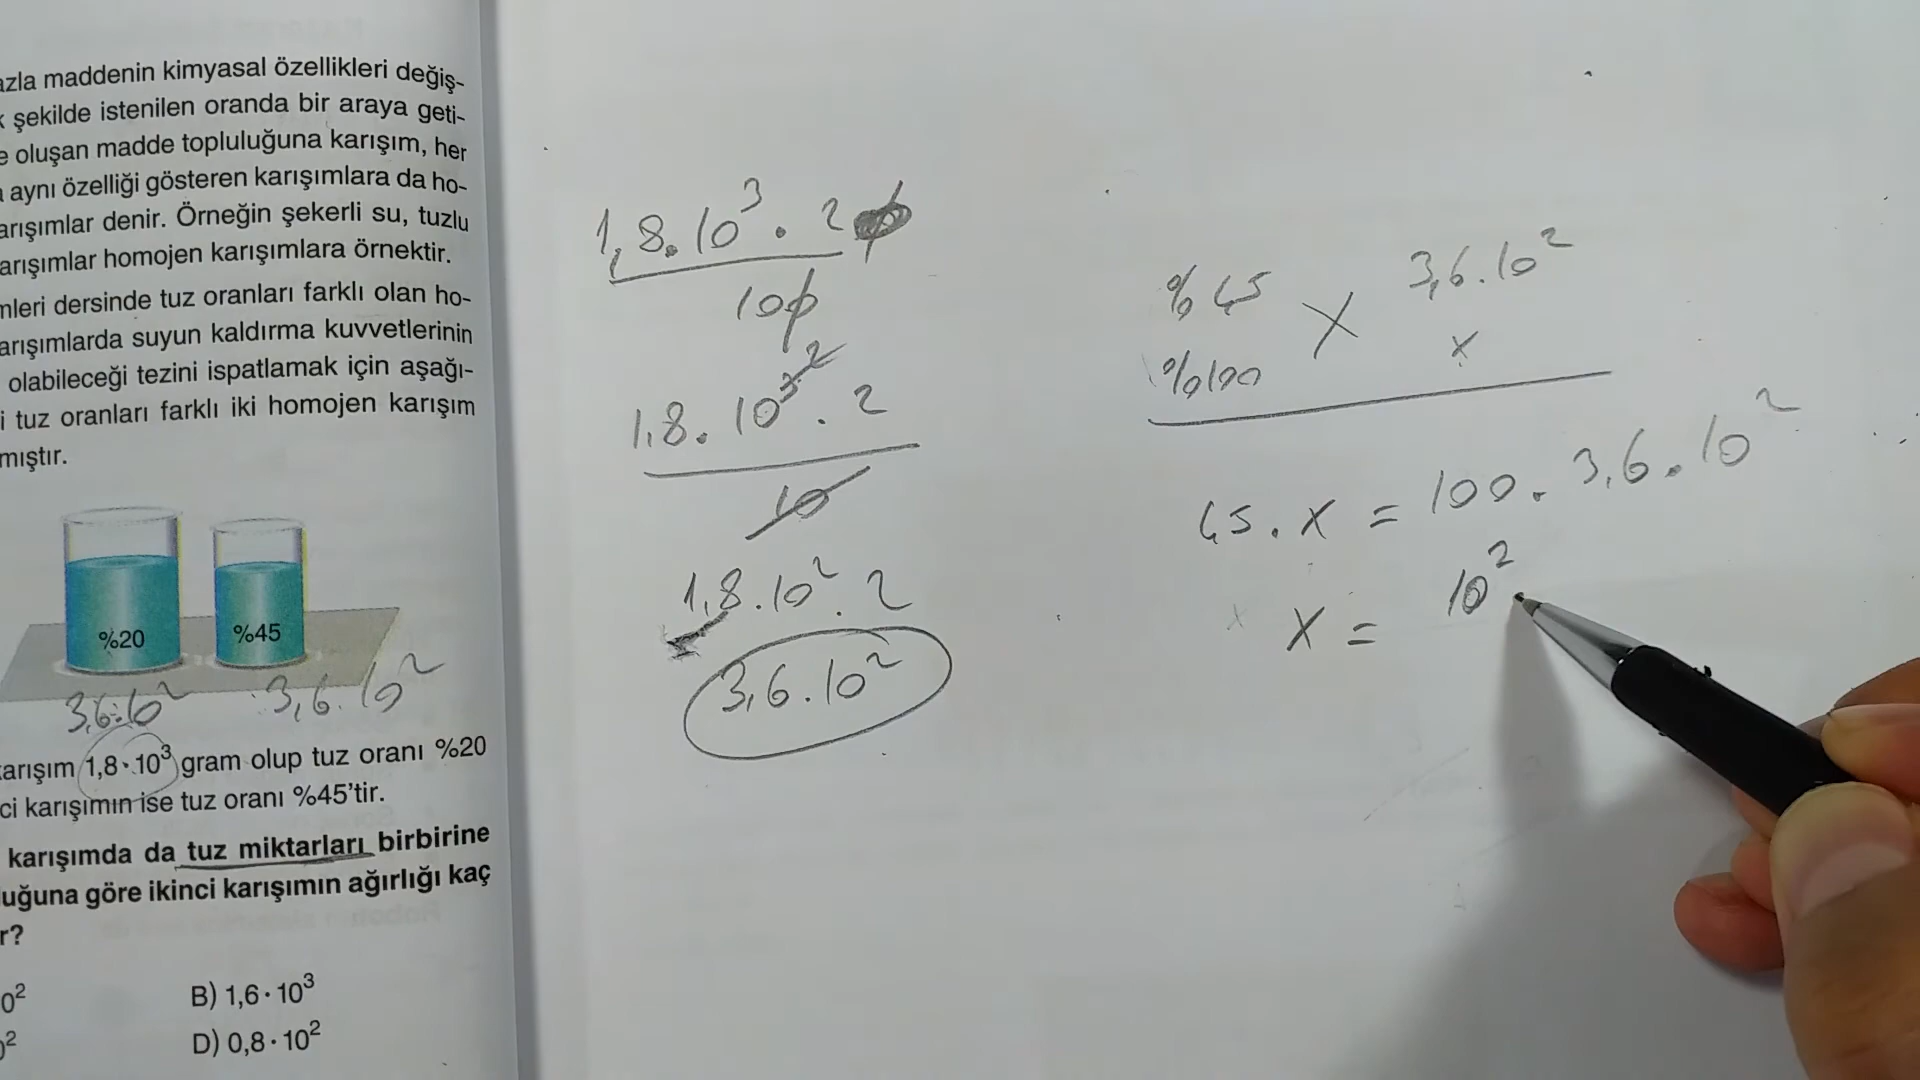 maddenin kimyasal özellikleri değiş-
şekilde istenilen oranda bir araya geti-
oluşan madde topluluğuna karışım, her
aynı özelliği gösteren karışımlara da ho-
arışımlar denir. Örneğin şekerli su, tuzlu
arışımlar homojen karışımlara örnektir.
mleri dersinde tuz oranları farklı olan ho-
arışımlarda suyun kaldırma kuvvetlerinin
olabileceği tezini ispatlamak için aşağı-
i tuz oranları farklı iki homojen karışım
mıştır.
%20 %45
3,6.10² 3,6.10²
arışım 1,8·10³ gram olup tuz oranı %20
ci karışımın ise tuz oranı %45'tir.
karışımda da tuz miktarları birbirine
uğuna göre ikinci karışımın ağırlığı kaç
r?
0² B) 1,6·10³
D) 0,8·10²
1,8.10³.2
10
1,8.10³.2
10
1,8.10².2
3,6.10²
%45 3,6.10²
%100 x
45.x = 100.3,6.10²
x = 10².